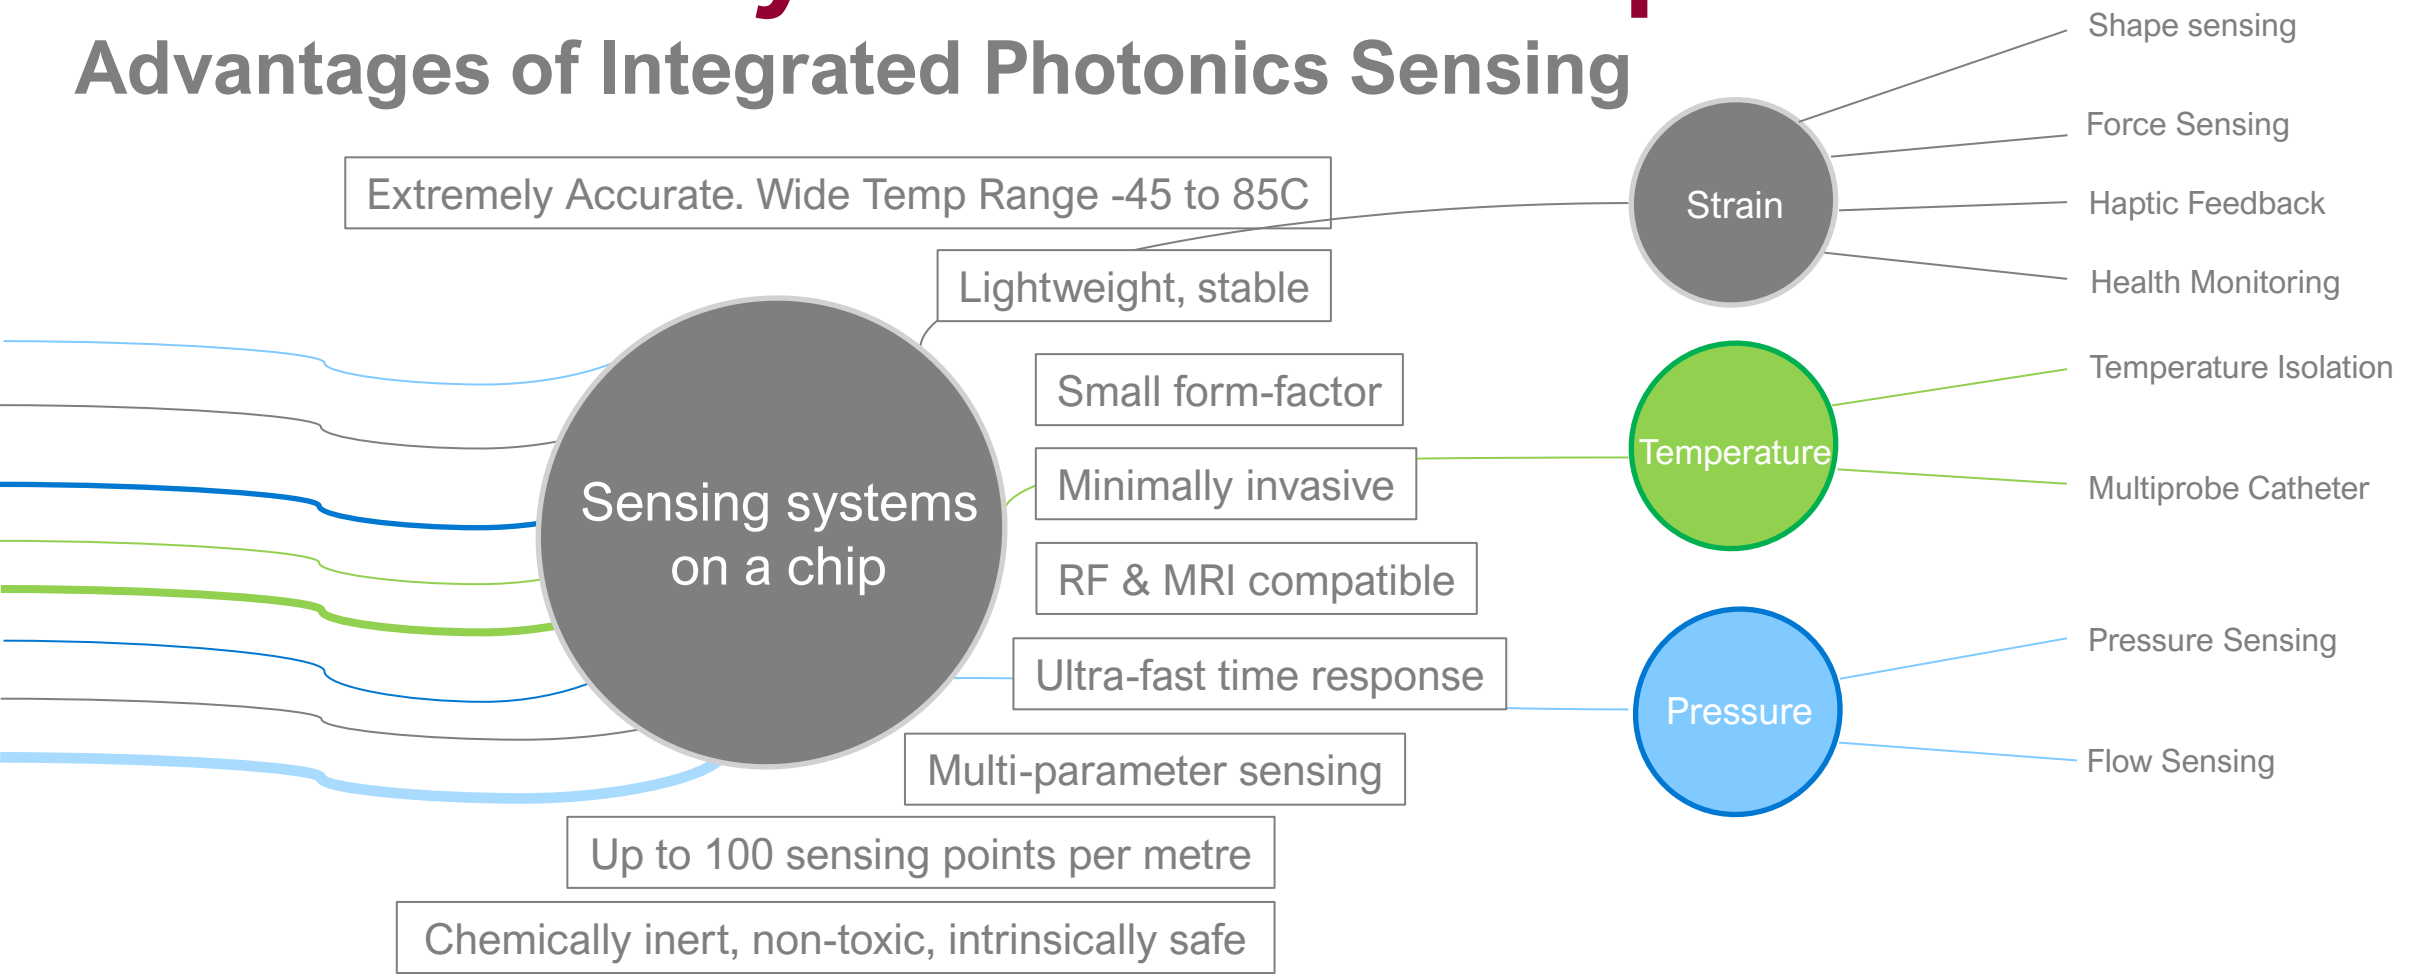 Advantages of Integrated Photonics Sensing
Extremely Accurate. Wide Temp Range -45 to 85C
Lightweight, stable
Small form-factor
Minimally invasive
RF & MRI compatible
Ultra-fast time response
Multi-parameter sensing
Up to 100 sensing points per metre
Chemically inert, non-toxic, intrinsically safe
Sensing systems
on a chip
Strain
Shape sensing
Force Sensing
Haptic Feedback
Health Monitoring
Temperature
Temperature Isolation
Multiprobe Catheter
Pressure
Pressure Sensing
Flow Sensing